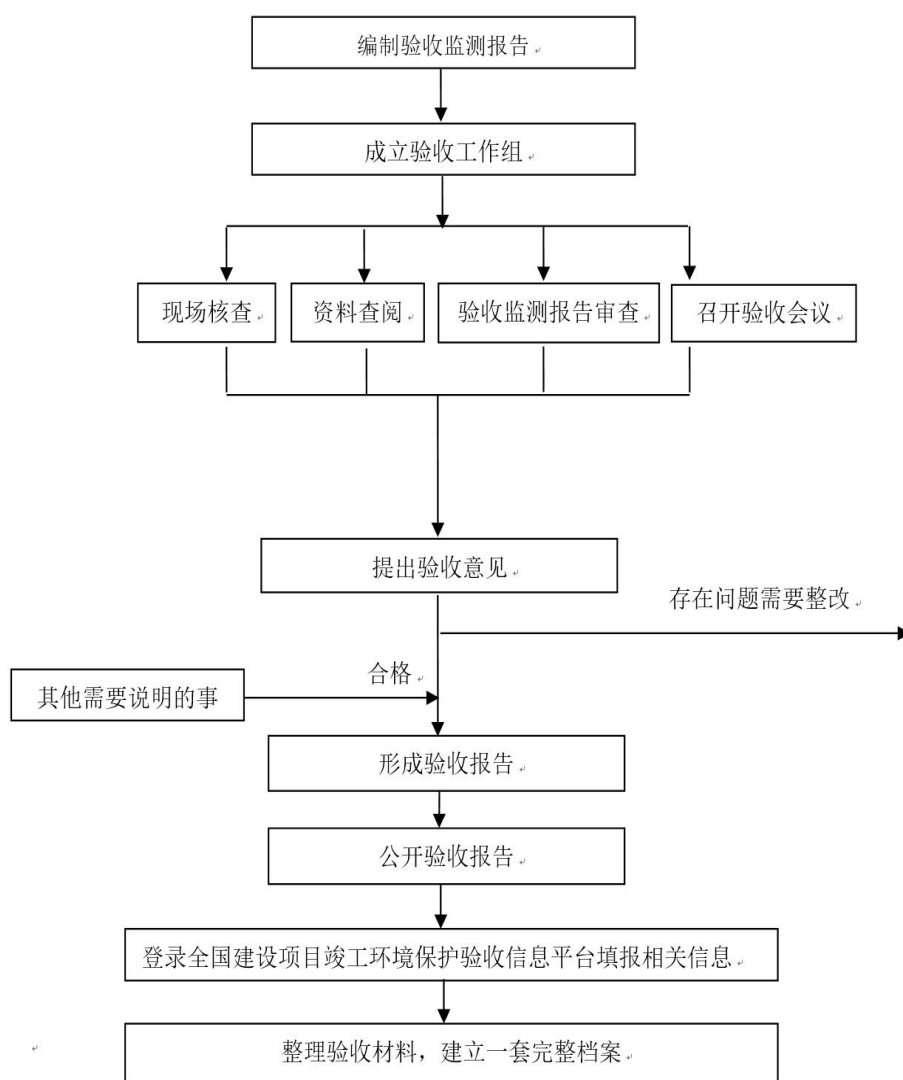 编制验收监测报告
成立验收工作组
现场核查
资料查阅
验收监测报告审查
召开验收会议
提出验收意见
存在问题需要整改
合格
其他需要说明的事
形成验收报告
公开验收报告
登录全国建设项目竣工环境保护验收信息平台填报相关信息
整理验收材料，建立一套完整档案